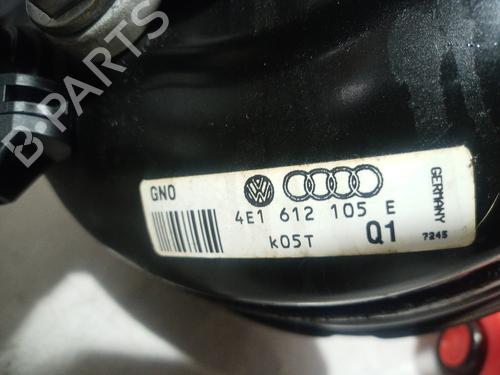 B PARTS
GNO
4E1 612 105 E
k05T Q1
GERMANY
7245